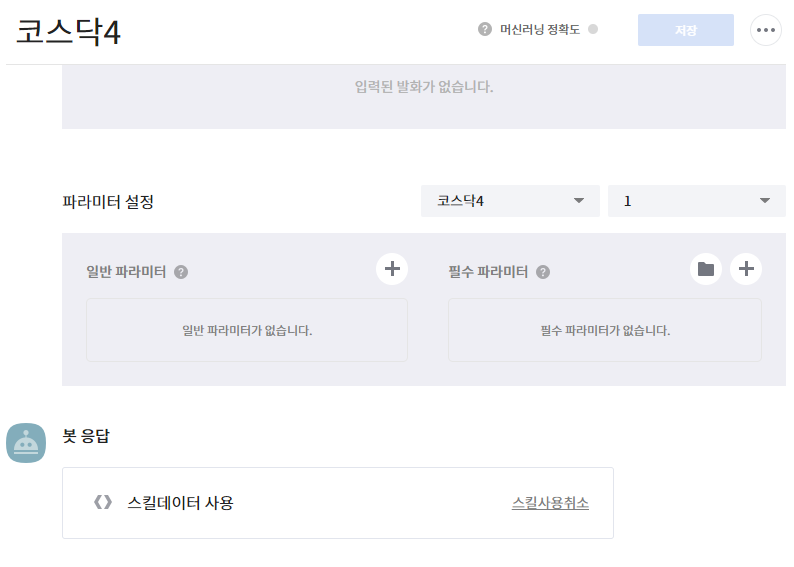 코스닥4
머신러닝 정확도
저장
입력된 발화가 없습니다.
파라미터 설정
코스닥4
1
일반 파라미터
필수 파라미터
일반 파라미터가 없습니다.
필수 파라미터가 없습니다.
봇 응답
스킬데이터 사용
스킬사용취소